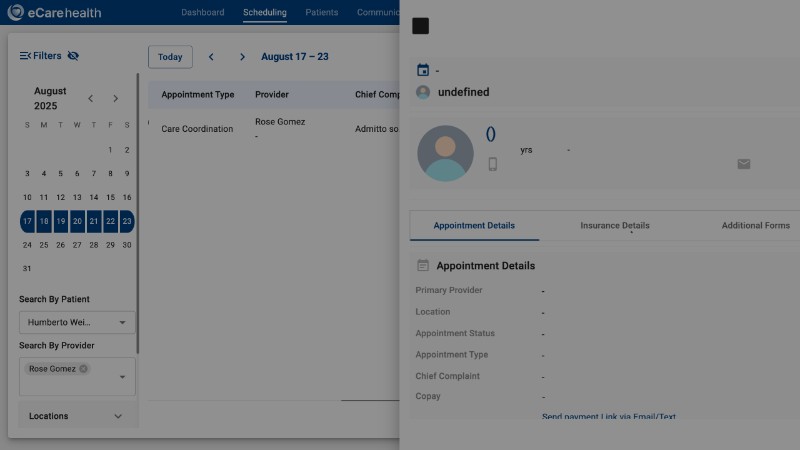 eCarehealth
Dashboard Scheduling Patients Communic
Filters
August
2025
S M T W T F S
1 2
3 4 5 6 7 8 9
10 11 12 13 14 15 16
17 18 19 20 21 22 23
24 25 26 27 28 29 30
31
Search By Patient
Humberto Wei...
Search By Provider
Rose Gomez
Locations
Today August 17 – 23
Appointment Type Provider Chief Comp
Care Coordination Rose Gomez Admitto so
-
-
undefined
()
yrs -
Appointment Details Insurance Details Additional Forms
Appointment Details
Primary Provider -
Location -
Appointment Status -
Appointment Type -
Chief Complaint -
Copay -
Send payment Link via Email/Text